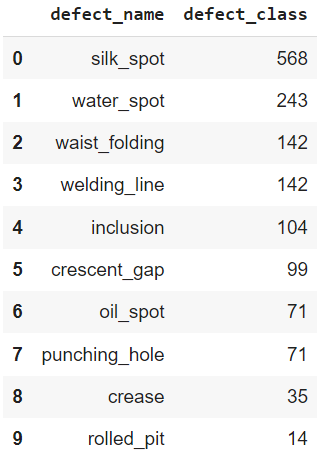 defect_name defect_class
0 silk_spot 568
1 water_spot 243
2 waist_folding 142
3 welding_line 142
4 inclusion 104
5 crescent_gap 99
6 oil_spot 71
7 punching_hole 71
8 crease 35
9 rolled_pit 14